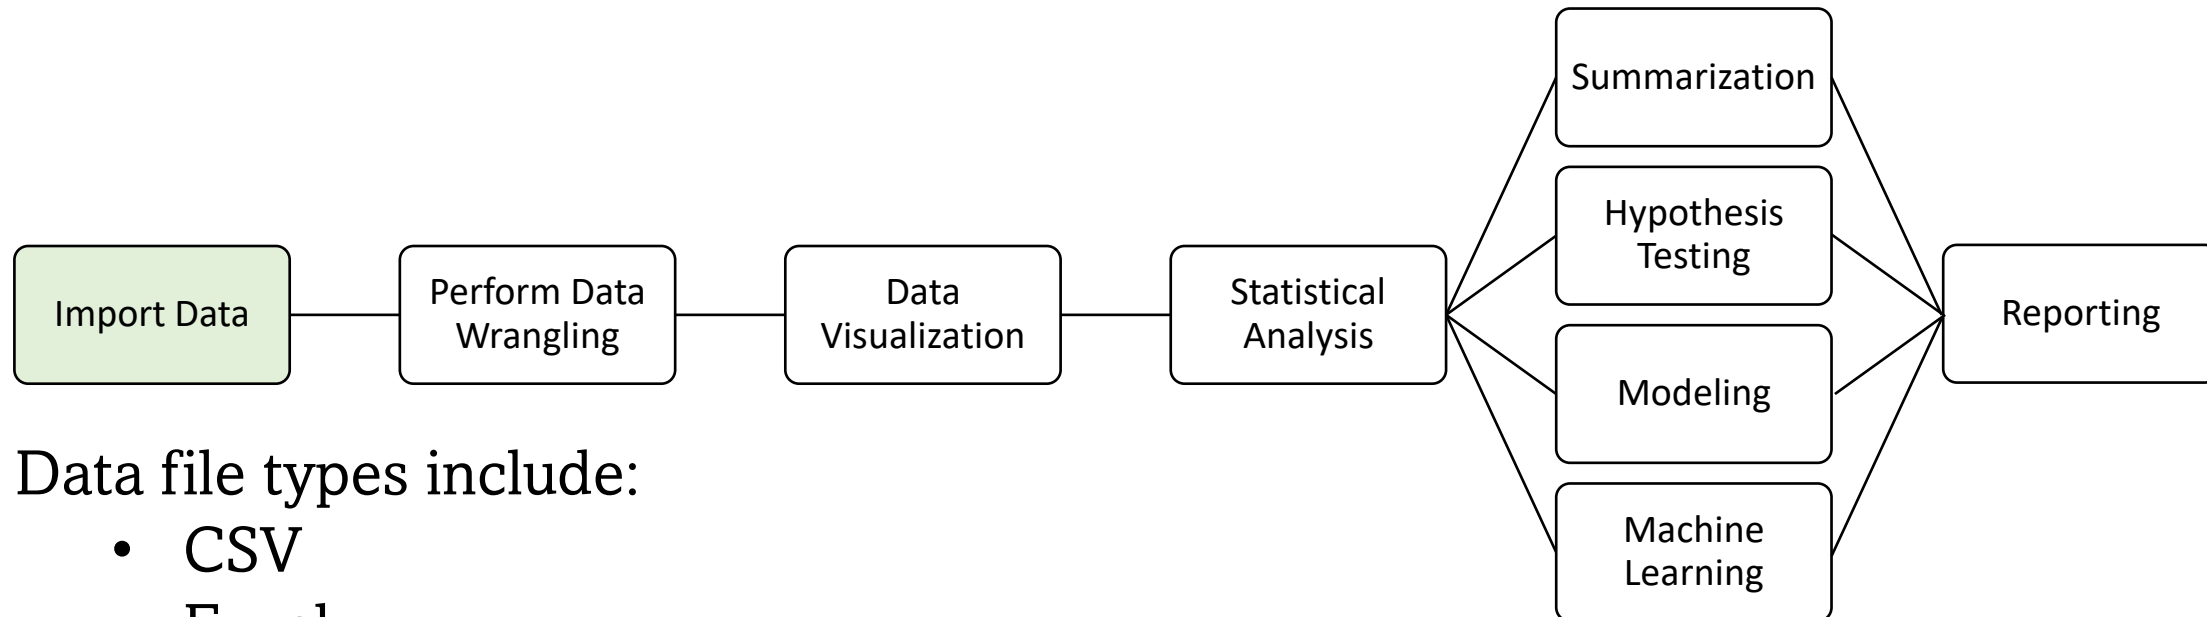 Import Data
Perform Data
Wrangling
Data
Visualization
Statistical
Analysis
Summarization
Hypothesis
Testing
Modeling
Machine
Learning
Reporting
Data file types include:
• CSV